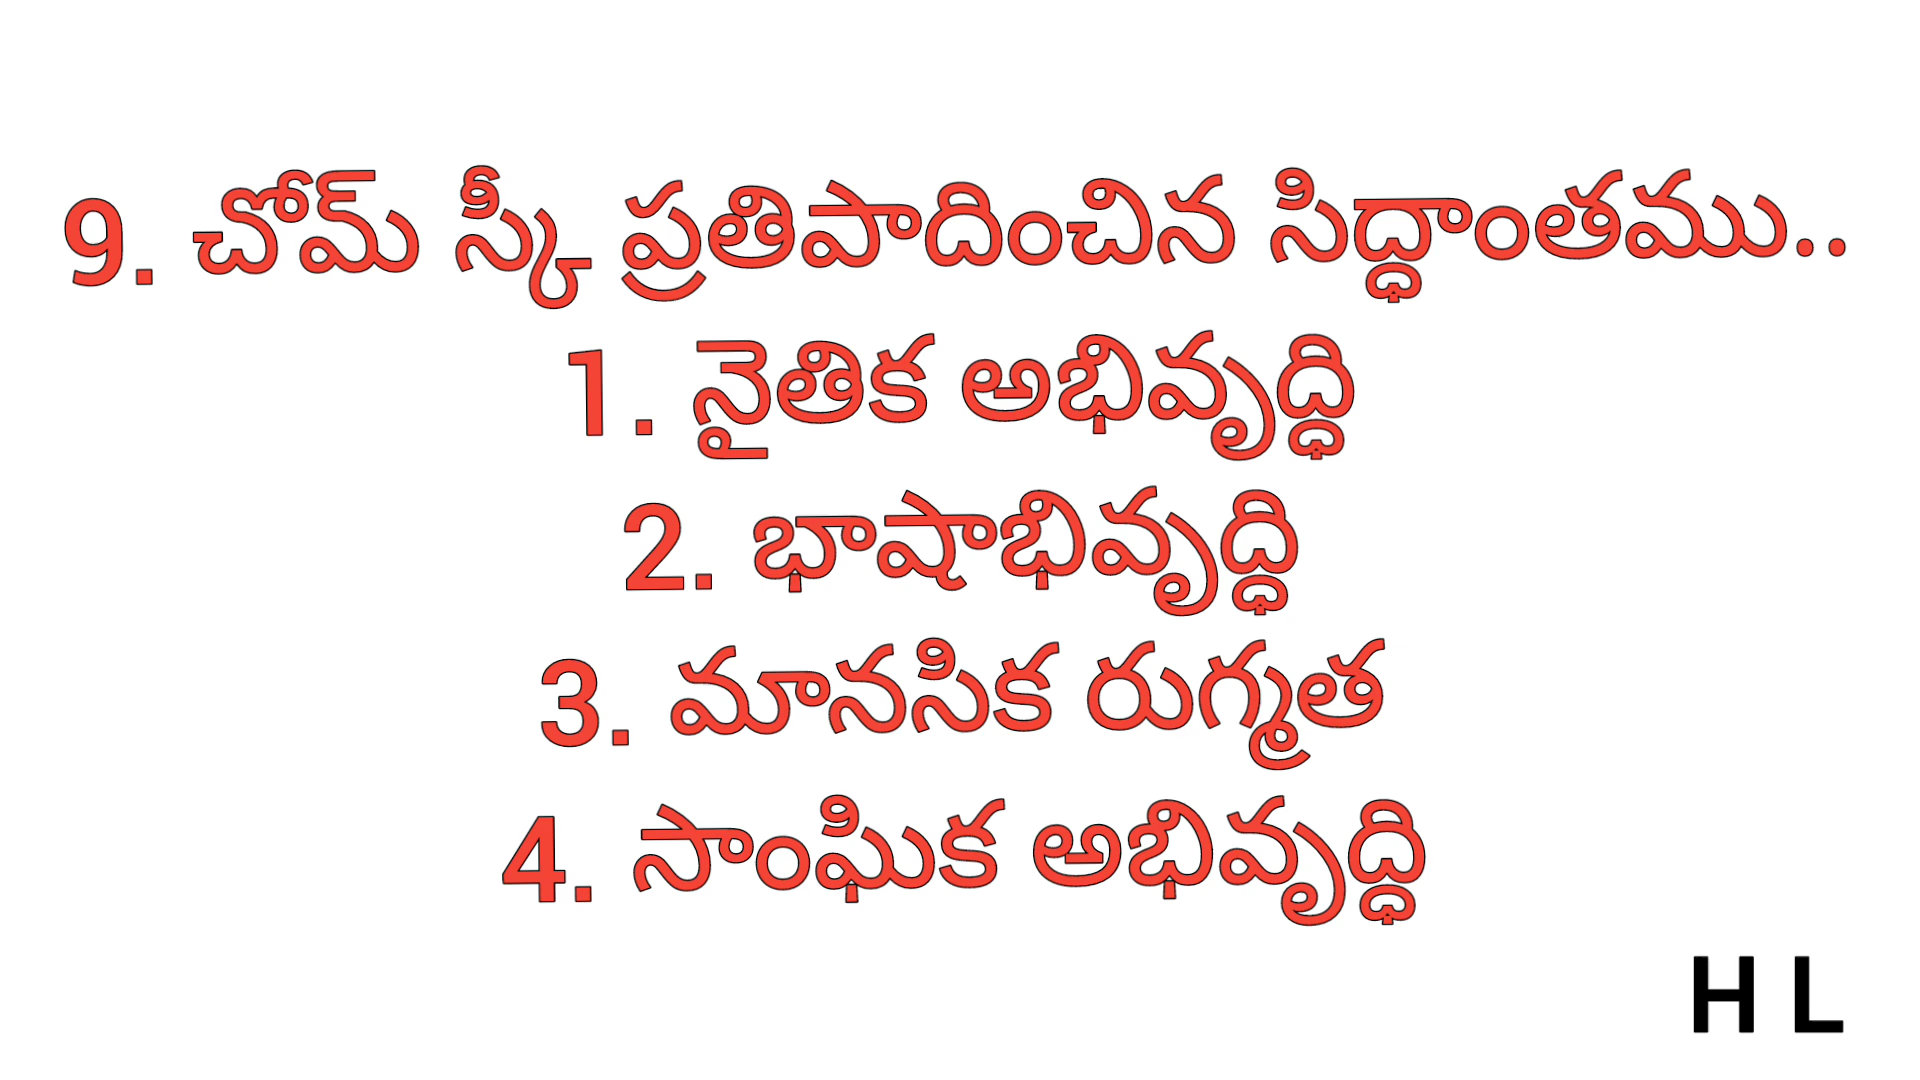 9. చోమ్ స్కీ ప్రతిపాదించిన సిద్ధాంతము..
1. నైతిక అభివృద్ధి
2. భాషాభివృద్ధి
3. మానసిక రుగ్మత
4. సాంఘిక అభివృద్ధి
H L